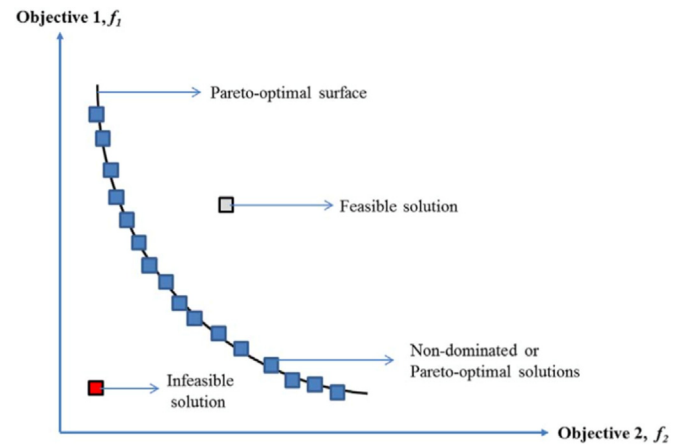 Objective 1, f₁
Pareto-optimal surface
Feasible solution
Non-dominated or
Pareto-optimal solutions
Infeasible
solution
Objective 2, f₂